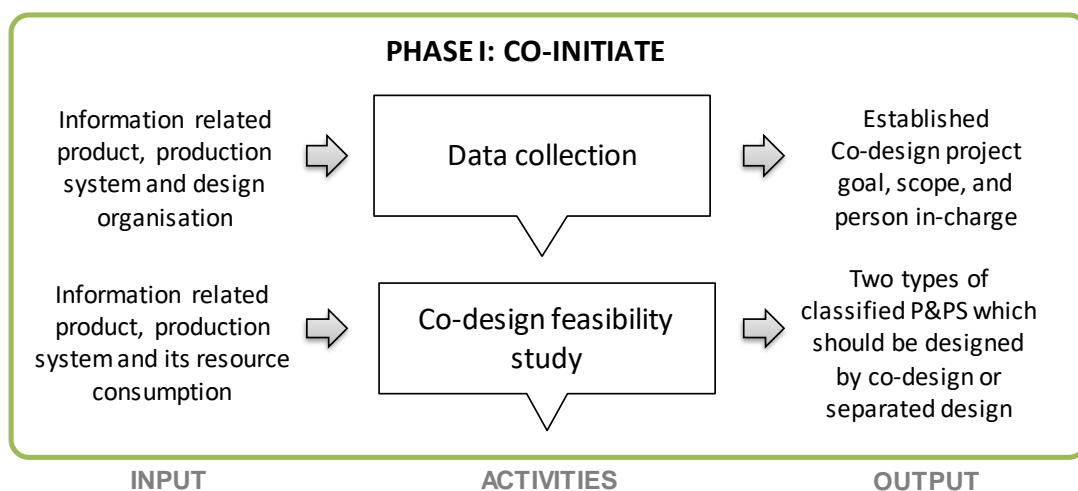 PHASE I: CO-INITIATE
Information related
product, production
system and design
organisation
Data collection
Established
Co-design project
goal, scope, and
person in-charge
Information related
product, production
system and its resource
consumption
Co-design feasibility
study
Two types of
classified P&PS which
should be designed
by co-design or
separated design
INPUT
ACTIVITIES
OUTPUT